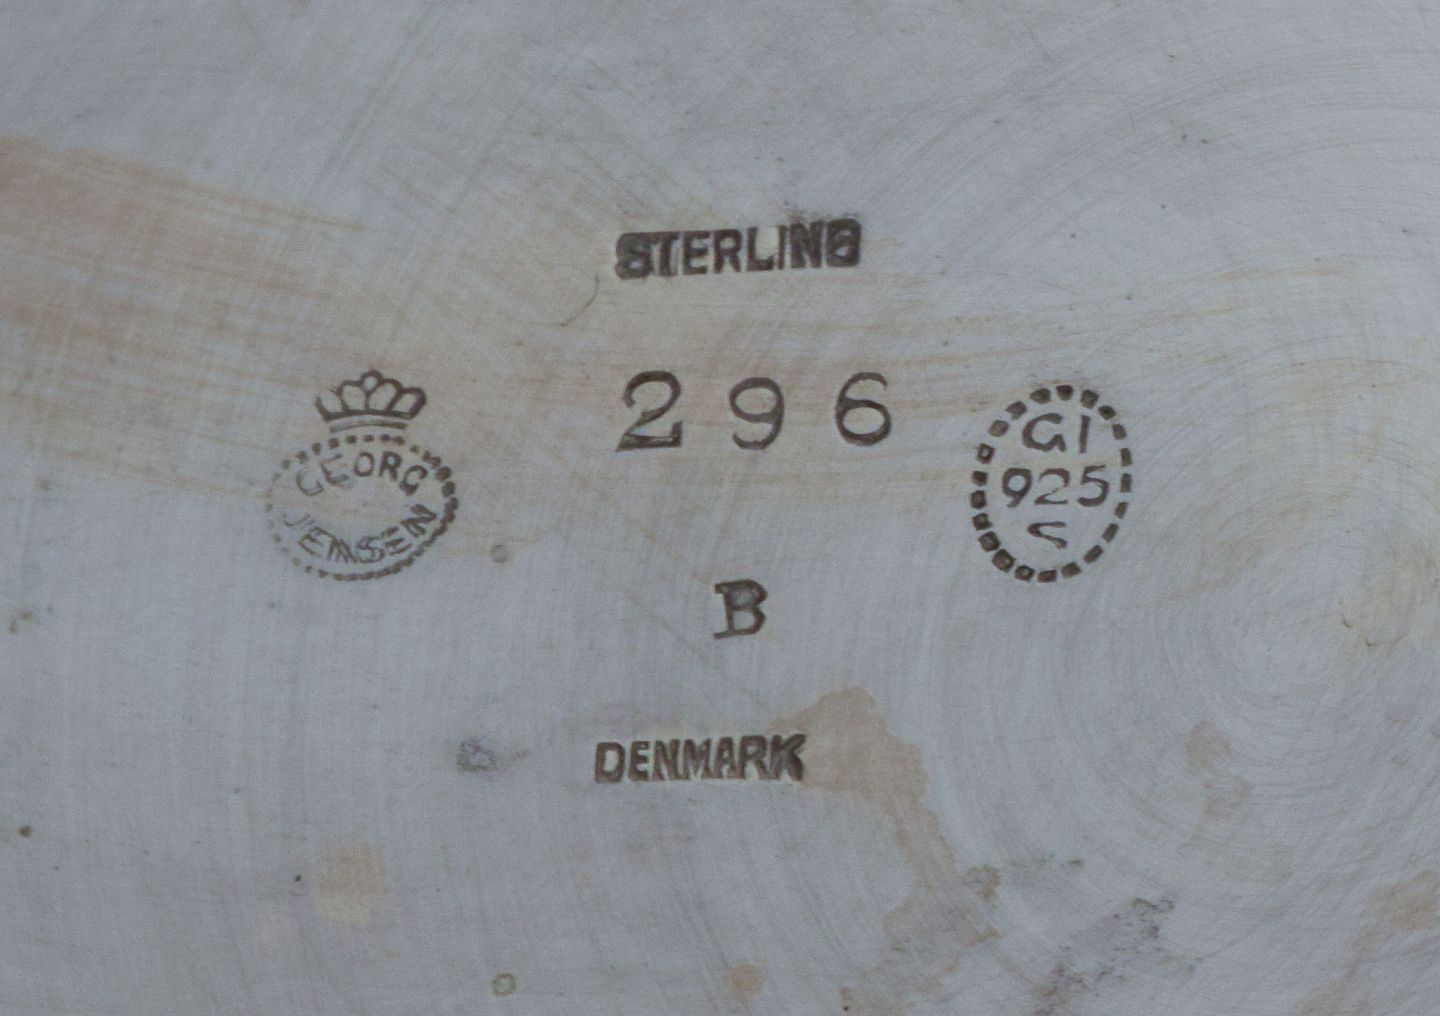 STERLING
GEORG
JENSEN
296
GI
925
S
B
DENMARK